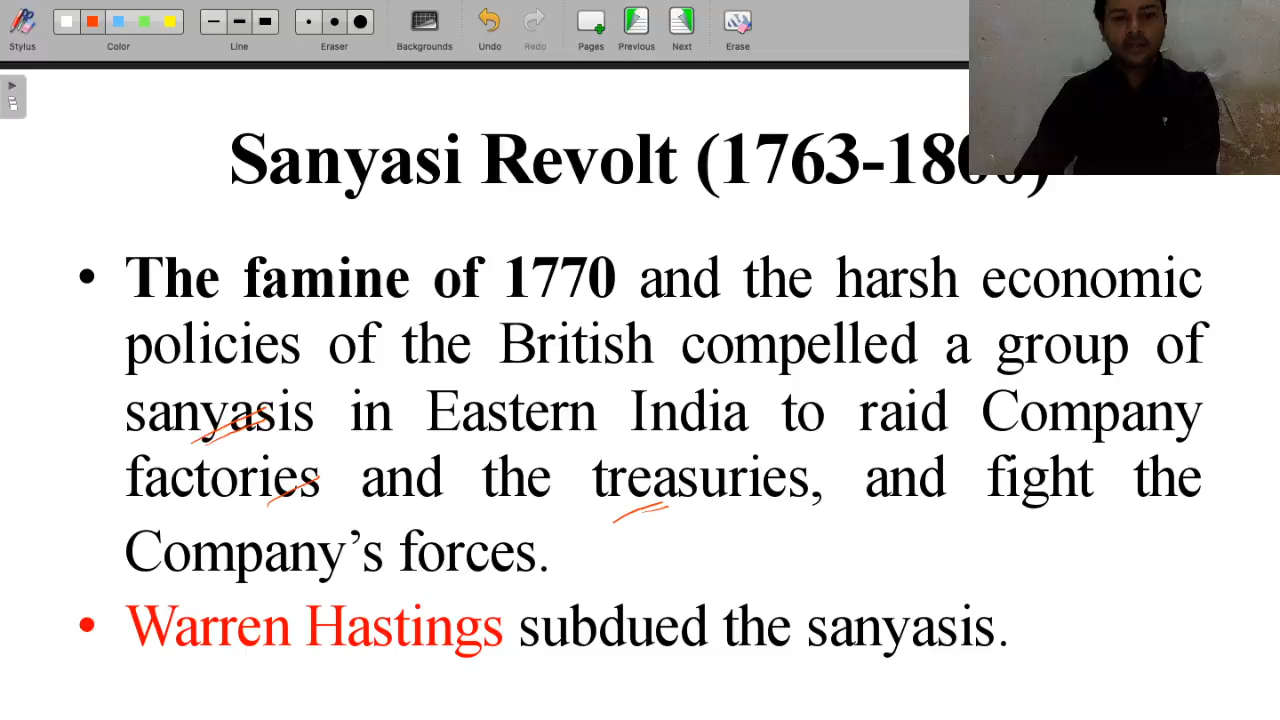 Stylus Color Line Eraser Backgrounds Undo Redo Pages Previous Next Erase
Sanyasi Revolt (1763-1800)
• The famine of 1770 and the harsh economic
policies of the British compelled a group of
sanyasis in Eastern India to raid Company
factories and the treasuries, and fight the
Company’s forces.
• Warren Hastings subdued the sanyasis.